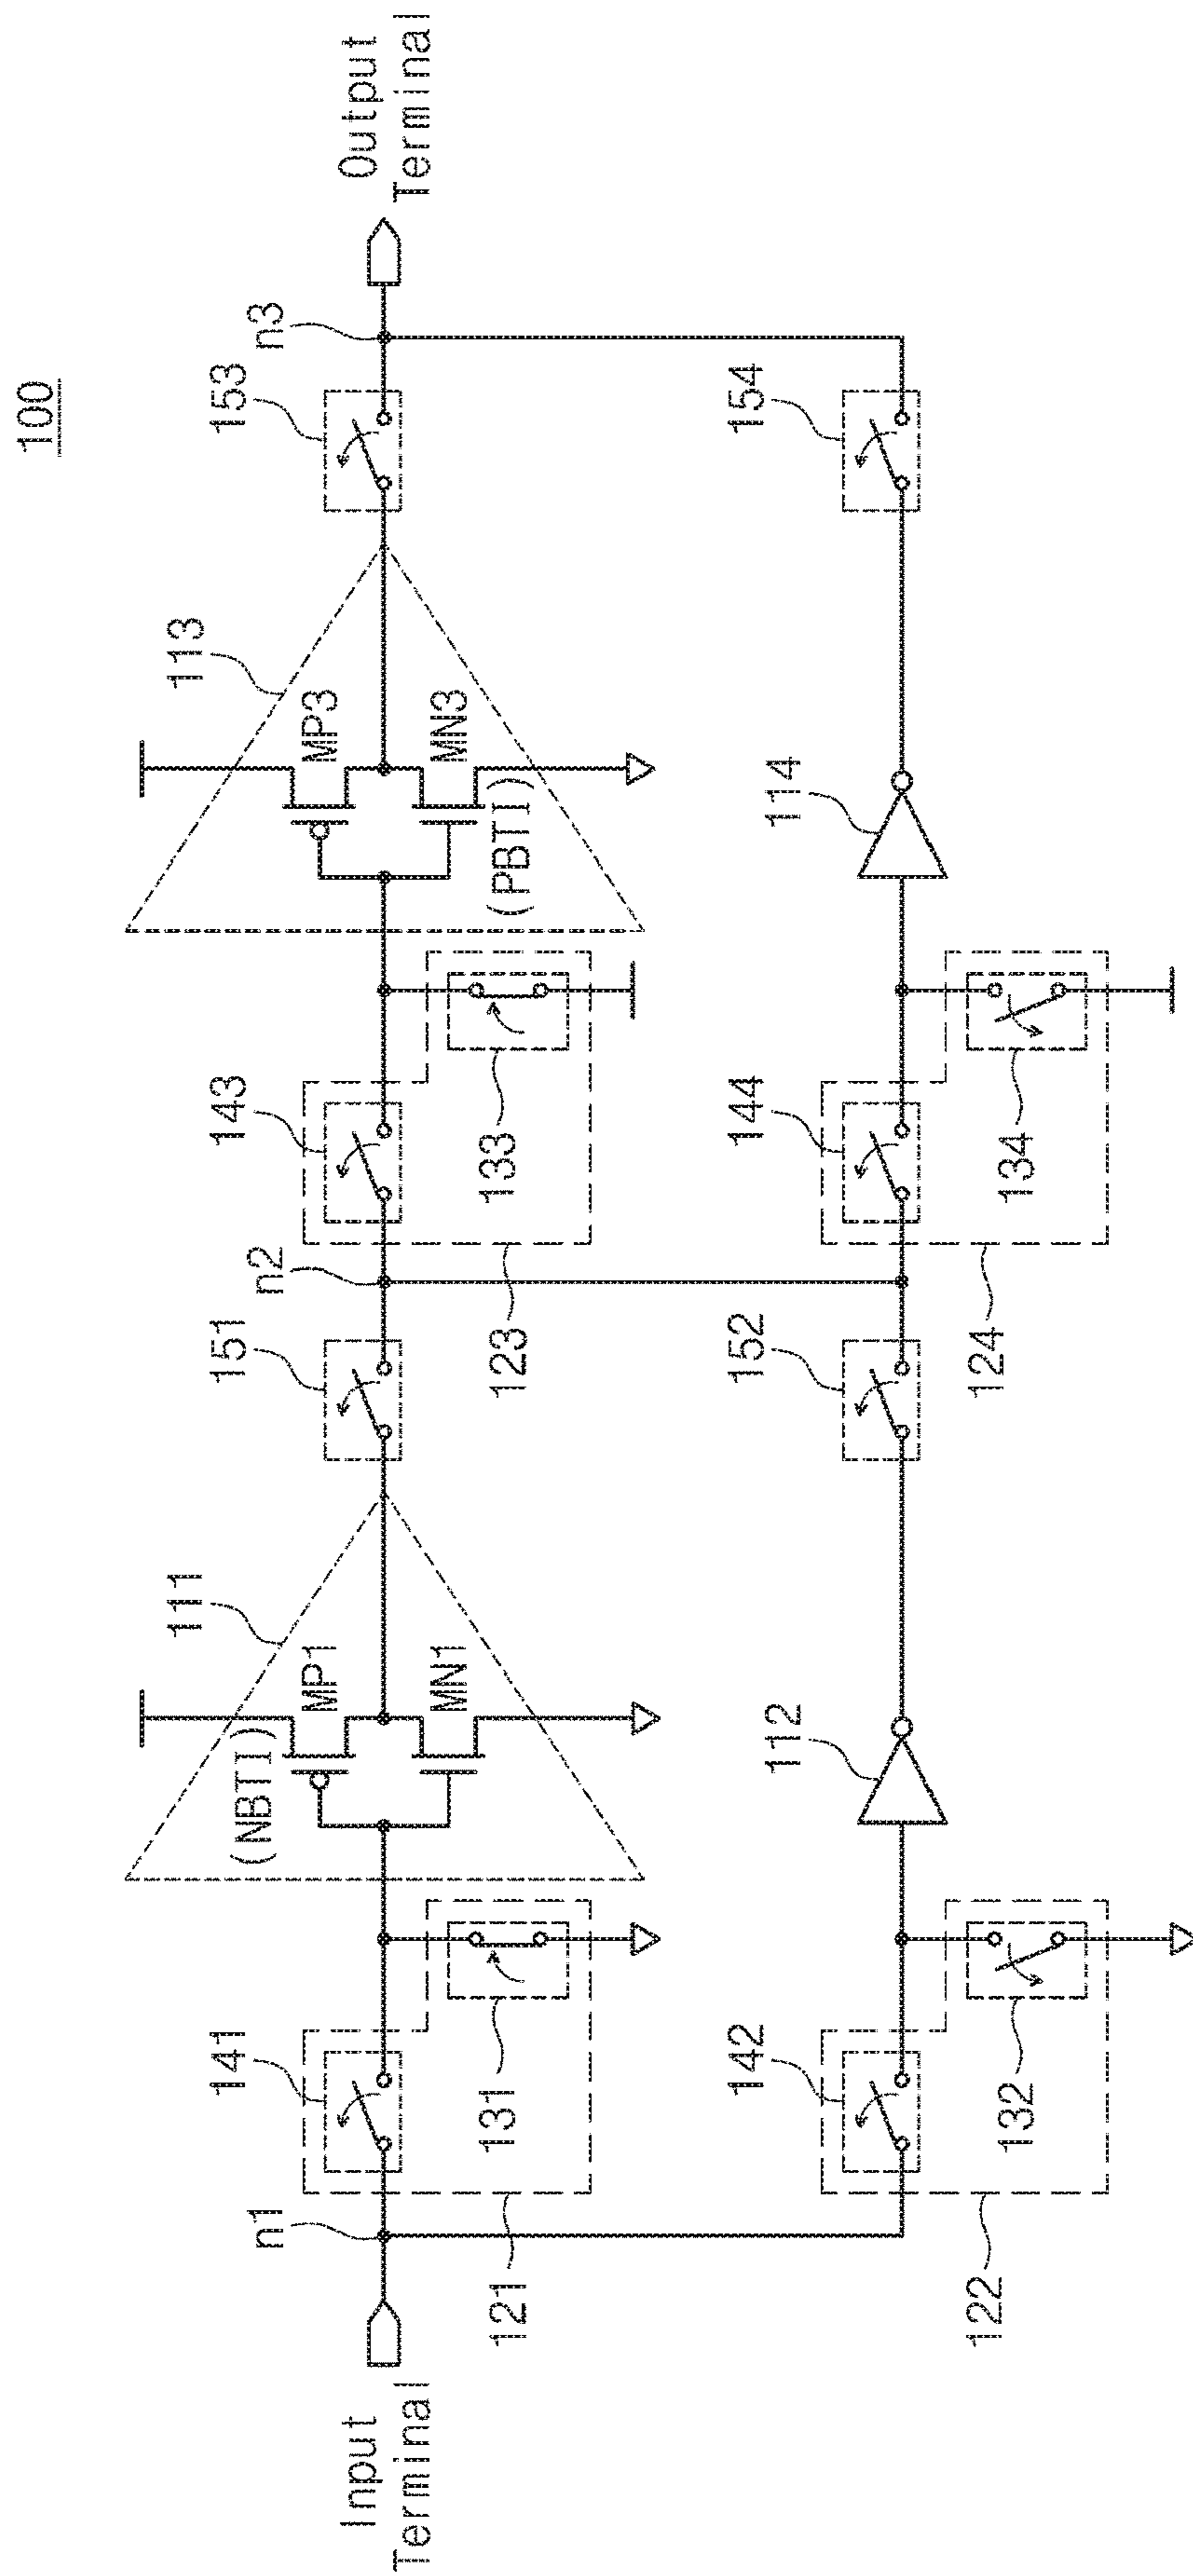 100
Input
Terminal
n1
141
131
121
142
132
122
111
(NBTI)
MP1
MN1
112
151
152
n2
143
133
123
144
134
124
113
MP3
MN3
(PBTI)
114
153
154
n3
Output
Terminal